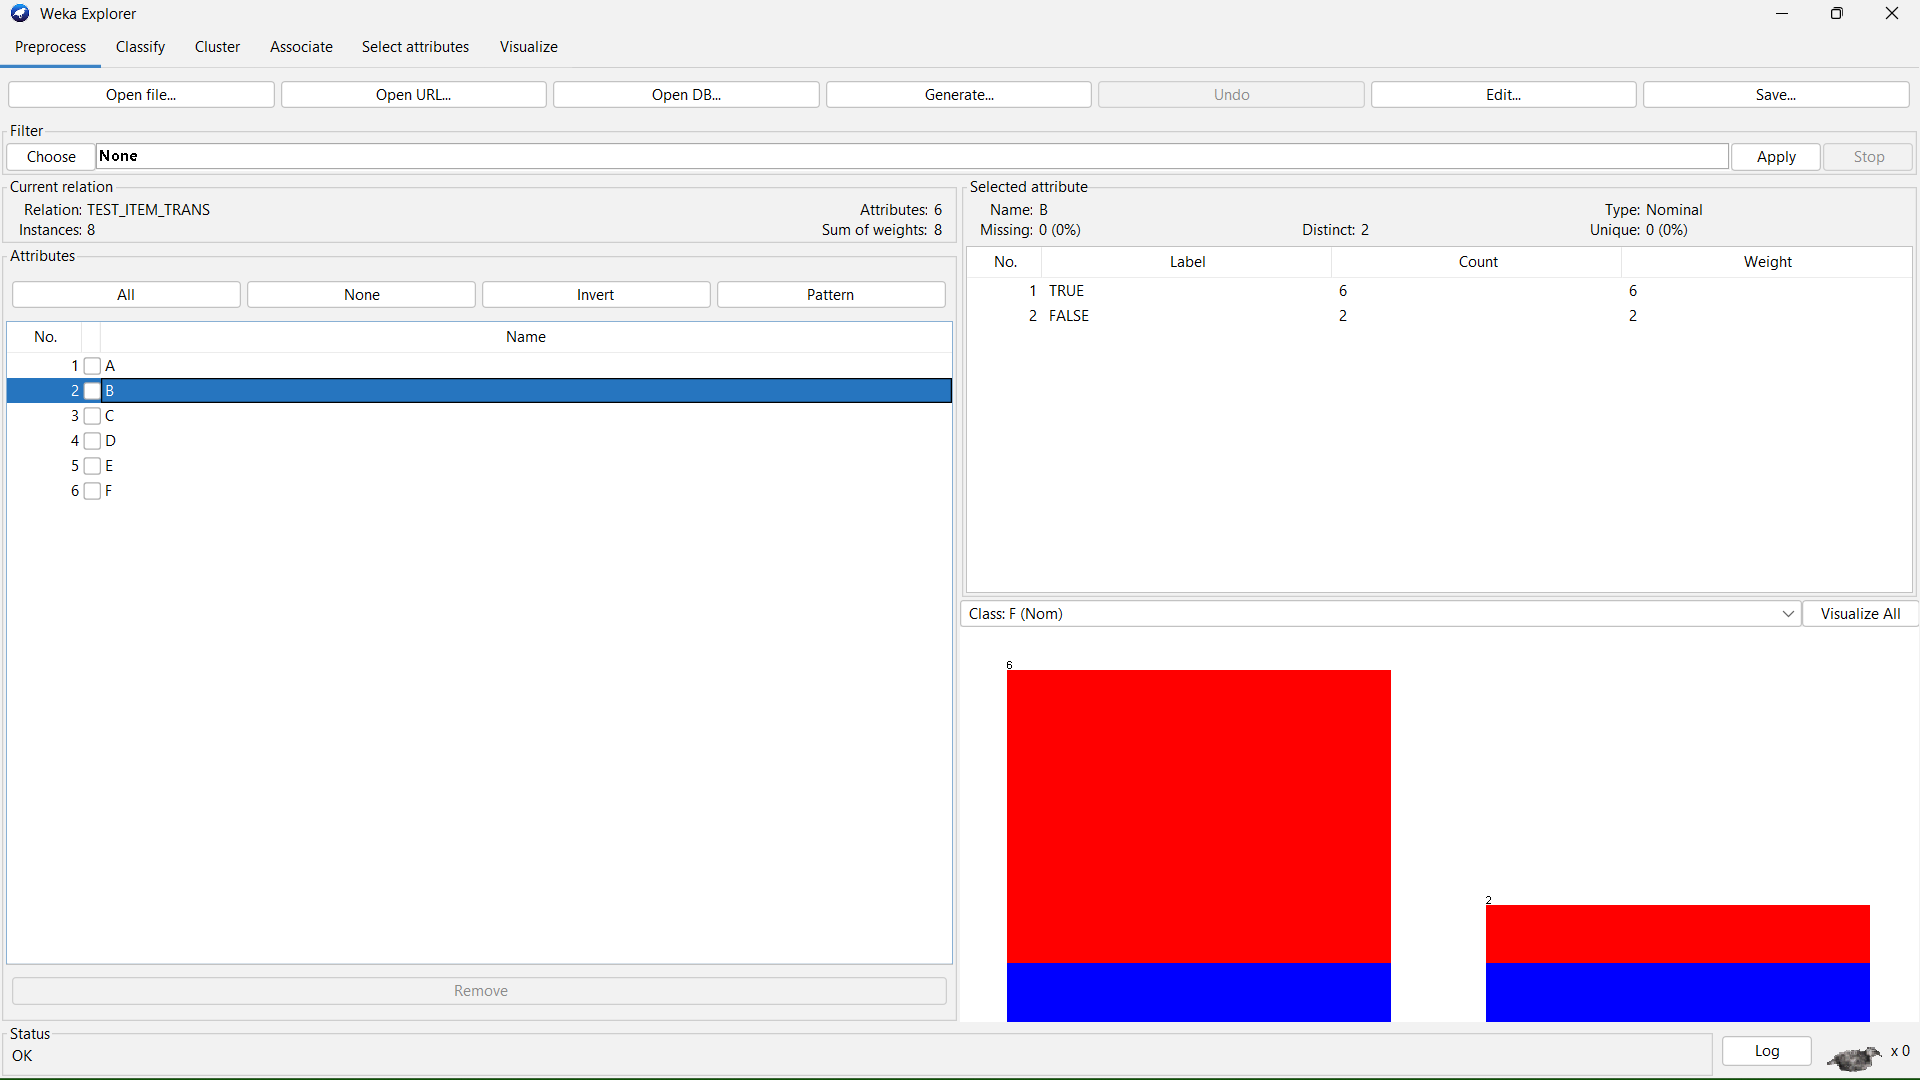 Weka Explorer
Preprocess Classify Cluster Associate Select attributes Visualize
Open file... Open URL... Open DB... Generate... Undo Edit... Save...
Filter
Choose None Apply Stop
Current relation
Relation: TEST_ITEM_TRANS Attributes: 6
Instances: 8 Sum of weights: 8
Attributes
All None Invert Pattern
No. Name
1 A
2 B
3 C
4 D
5 E
6 F
Remove
Selected attribute
Name: B Type: Nominal
Missing: 0 (0%) Distinct: 2 Unique: 0 (0%)
No. Label Count Weight
1 TRUE 6 6
2 FALSE 2 2
Class: F (Nom) Visualize All
6
2
Status
OK
Log x 0